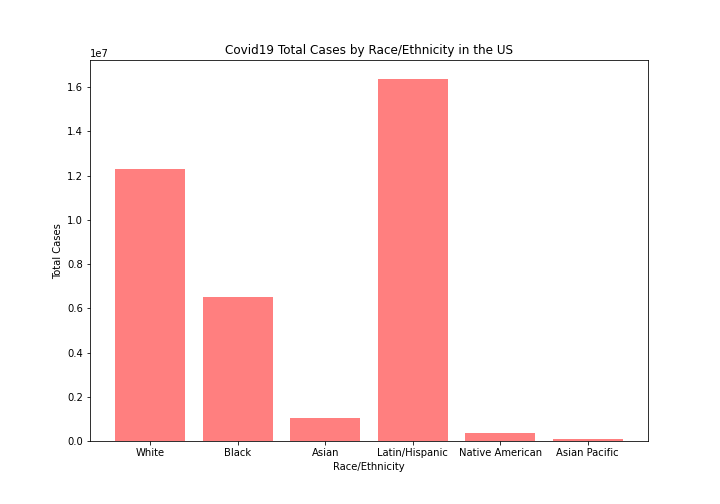 Covid19 Total Cases by Race/Ethnicity in the US
1e7
1.6
1.4
1.2
1.0
0.8
0.6
0.4
0.2
0.0
Total Cases
White Black Asian Latin/Hispanic Native American Asian Pacific
Race/Ethnicity